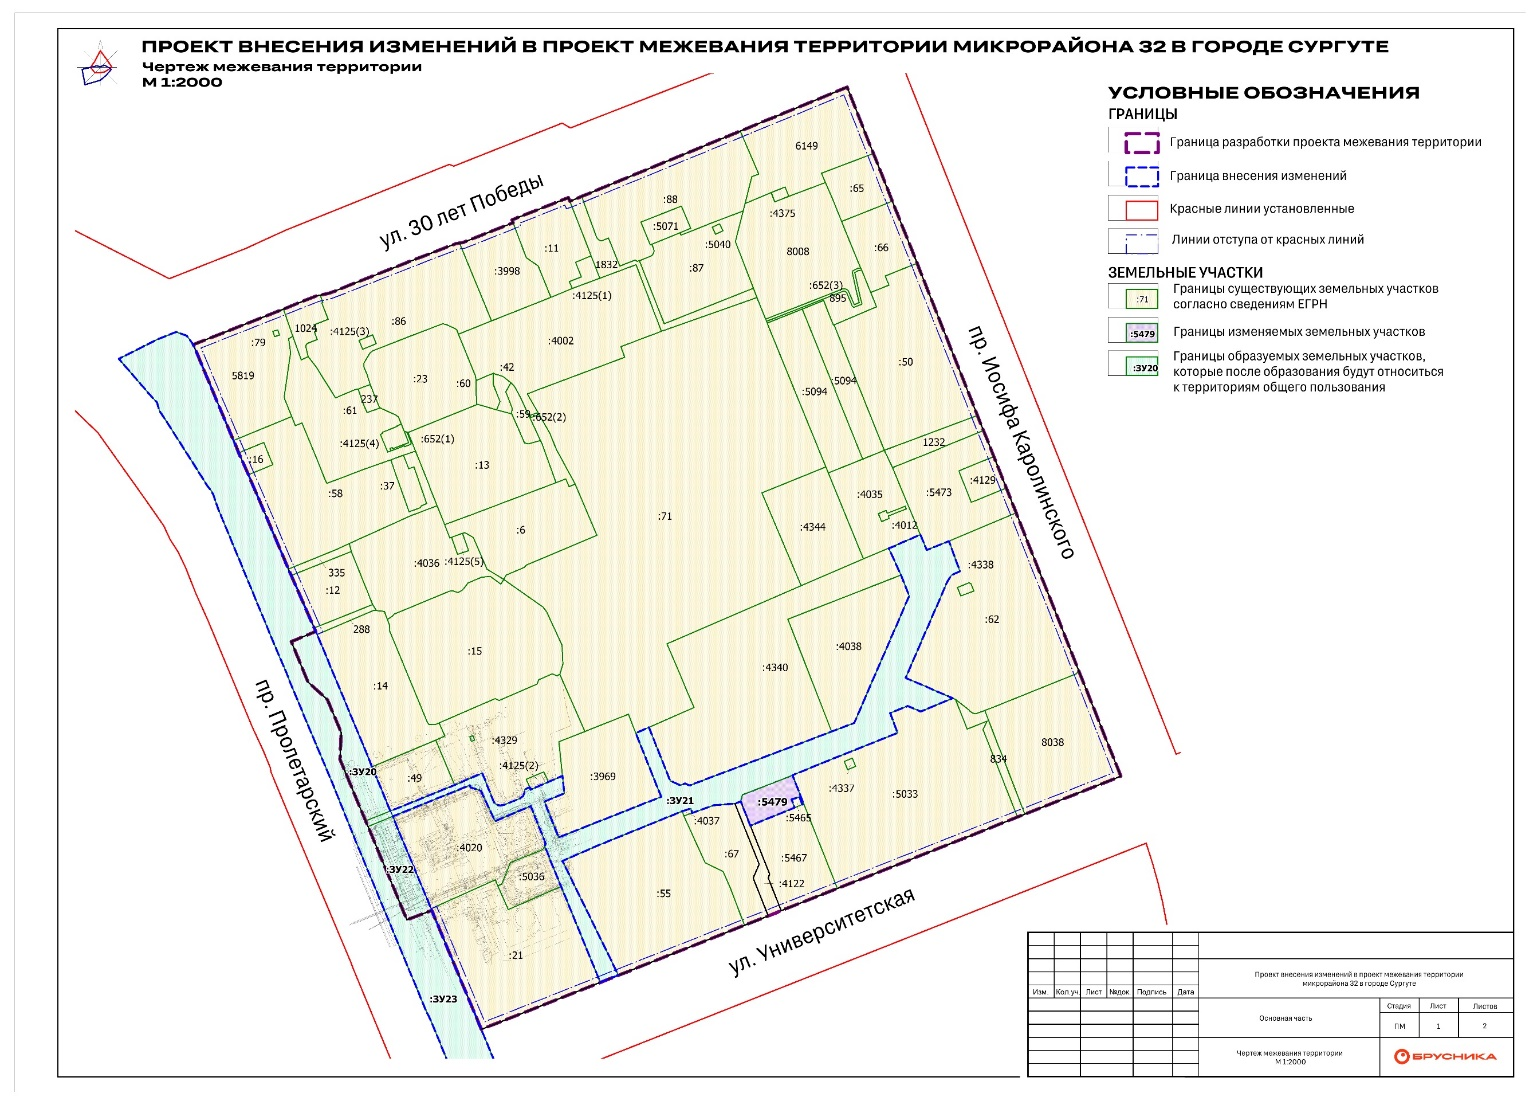 ПРОЕКТ ВНЕСЕНИЯ ИЗМЕНЕНИЙ В ПРОЕКТ МЕЖЕВАНИЯ ТЕРРИТОРИИ МИКРОРАЙОНА 32 В ГОРОДЕ СУРГУТЕ
Чертеж межевания территории
М 1:2000
УСЛОВНЫЕ ОБОЗНАЧЕНИЯ
ГРАНИЦЫ
Граница разработки проекта межевания территории
Граница внесения изменений
Красные линии установленные
Линии отступа от красных линий
ЗЕМЕЛЬНЫЕ УЧАСТКИ
:71 Границы существующих земельных участков
согласно сведениям ЕГРН
:5479 Границы изменяемых земельных участков
:ЗУ20 Границы образуемых земельных участков,
которые после образования будут относиться
к территориям общего пользования
ул. 30 лет Победы
пр. Иосифа Каролинского
пр. Пролетарский
ул. Университетская
6149
:65
:88
:4375
:5071
:5040
:66
:11
8008
1832
:87
:3998
:652(3)
895
:4125(1)
1024
:4125(3)
:86
:79
:4002
5819
:23
:60
:42
:50
:5094
:5094
237
:61
:59
:652(2)
:4125(4)
:652(1)
1232
:16
:13
:37
:58
:4129
:4035
:5473
:71
:6
:4344
:4012
:4036
:4125(5)
335
:12
:4338
:62
288
:15
:14
:4038
:4340
:4329
8038
834
:4125(2)
:ЗУ20
:49
:3969
:ЗУ21
:5479
:4337
:5033
:5465
:4037
:4020
:67
:5467
:ЗУ22
:5036
:4122
:55
:21
:ЗУ23
Изм. Кол.уч. Лист №док Подпись Дата
Проект внесения изменений в проект межевания территории
микрорайона 32 в городе Сургуте
Основная часть
Стадия Лист Листов
ПМ 1 2
Чертеж межевания территории
М 1:2000
БРУСНИКА